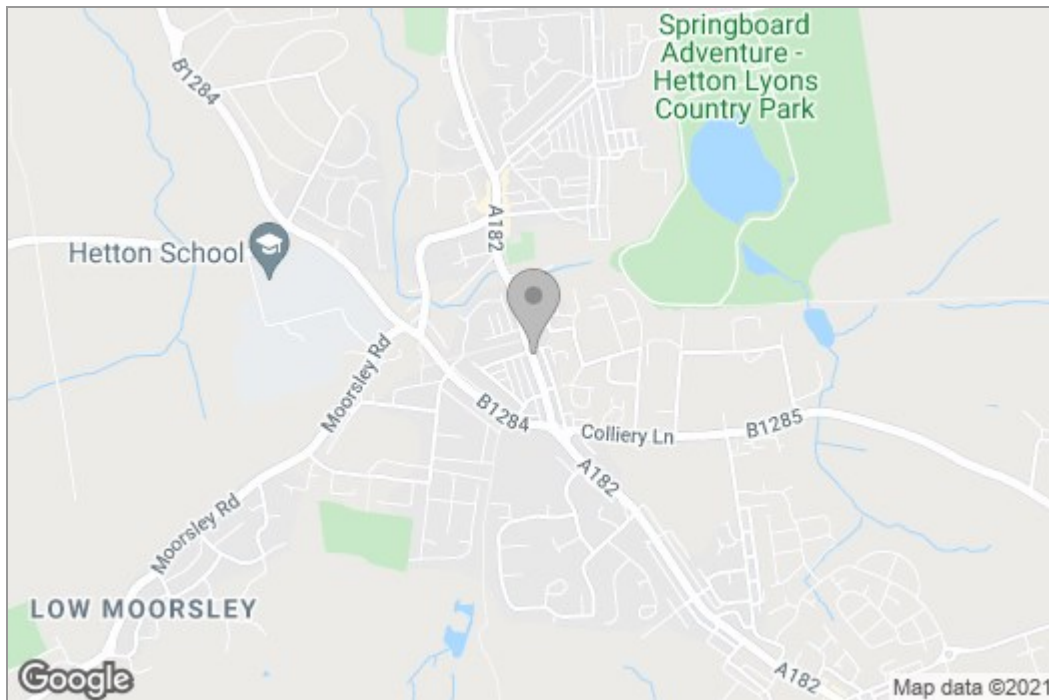 Springboard
Adventure -
Hetton Lyons
Country Park
B1284
A182
Hetton School
Moorsley Rd
B1284
Colliery Ln
B1285
A182
Moorsley Rd
LOW MOORSLEY
A182
Google
Map data ©2021